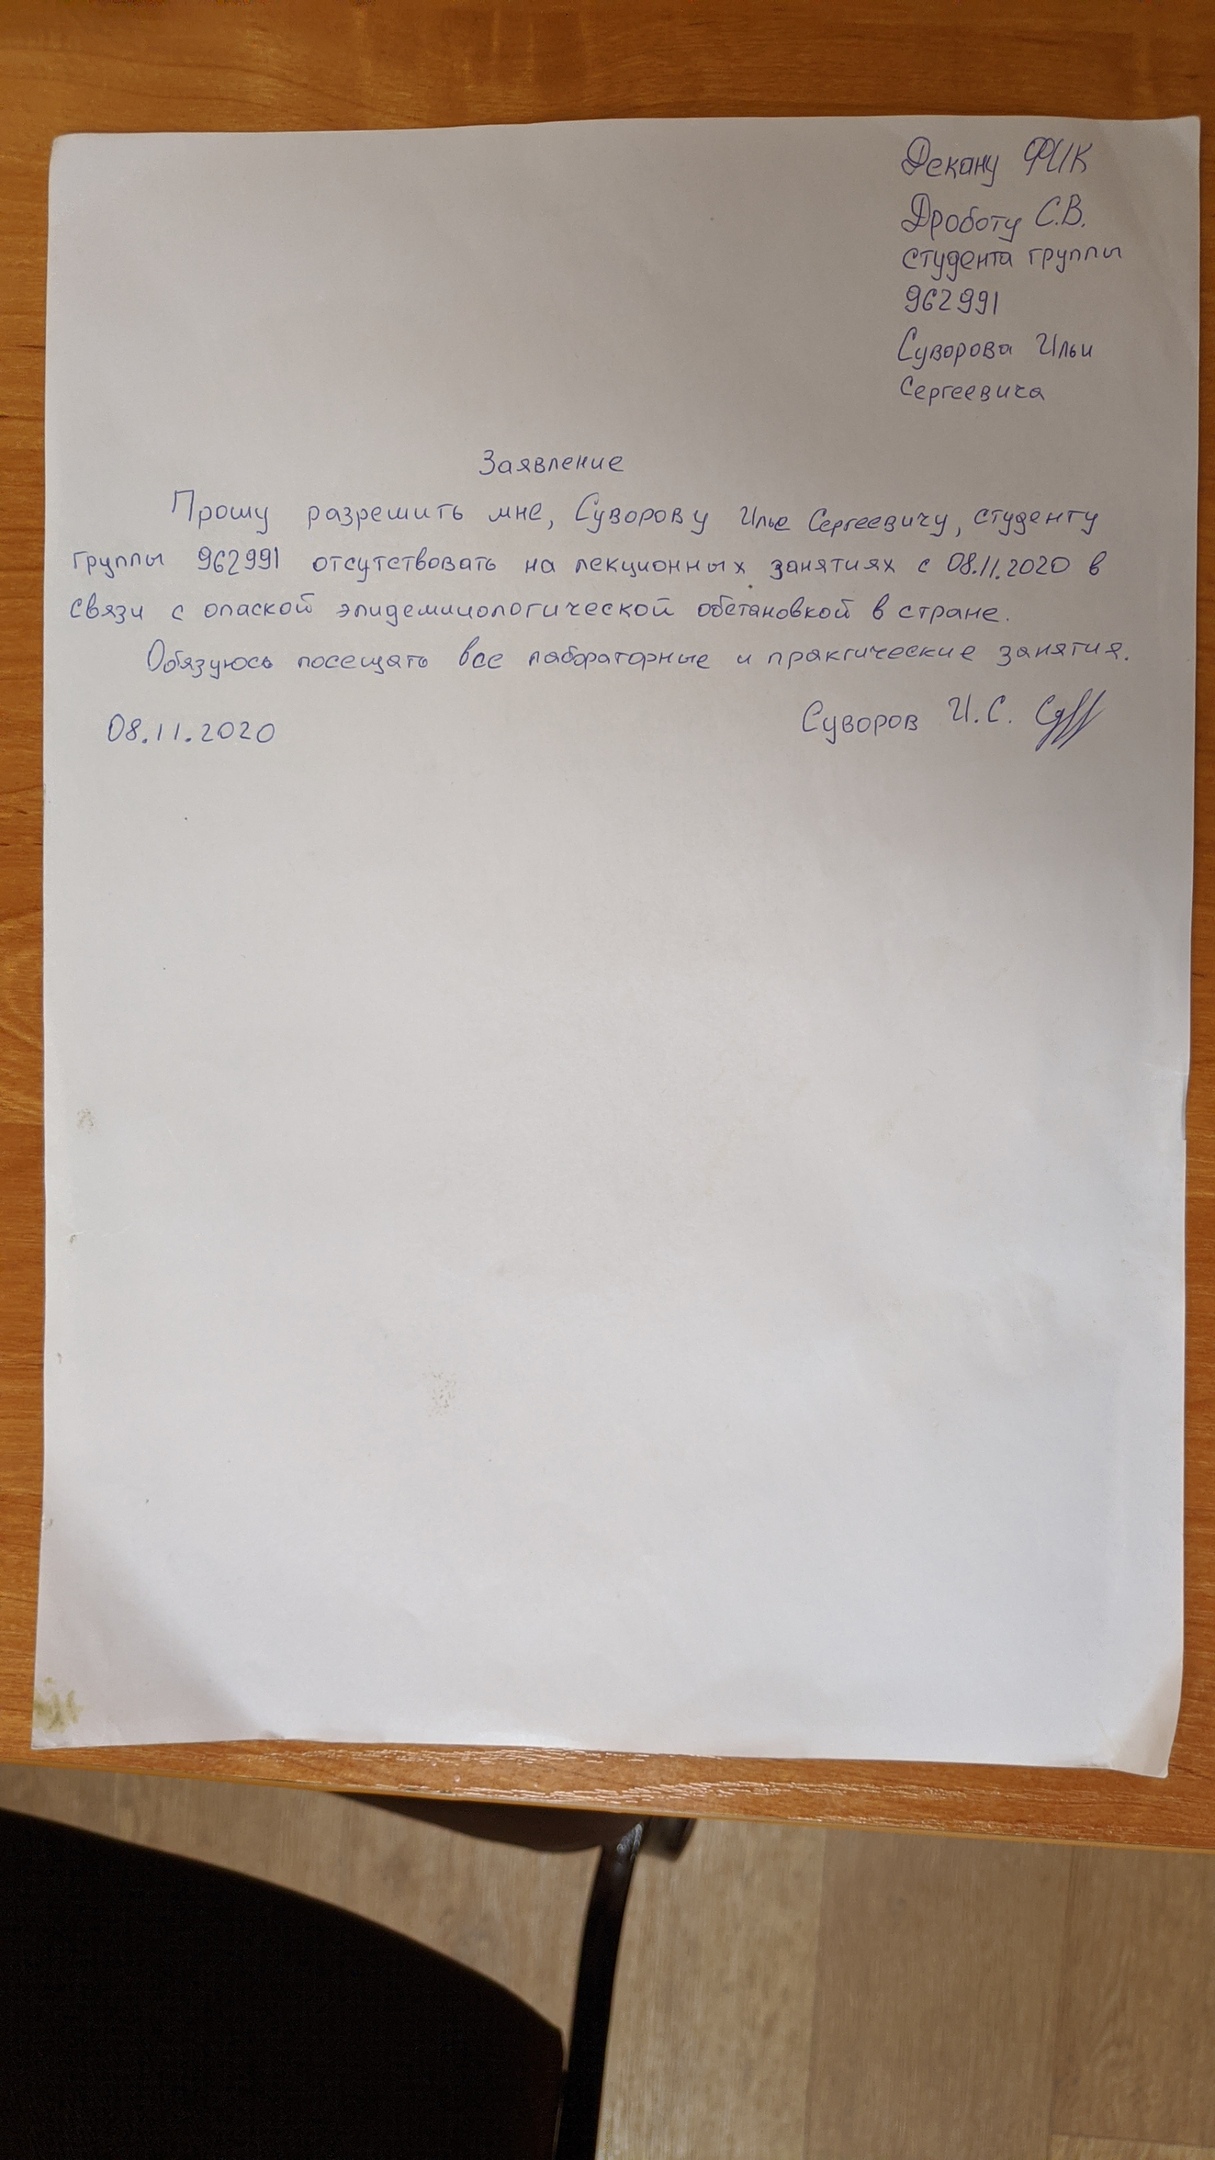 Декану ФИК
Дроботу С.В.
студента группы
962991
Суворова Ильи
Сергеевича
Заявление
Прошу разрешить мне, Суворову Илье Сергеевичу, студенту
группы 962991 отсутствовать на лекционных занятиях с 08.11.2020 в
связи с опаской эпидемиологической обстановкой в стране.
Обязуюсь посещать все лабораторные и практические занятия.
08.11.2020 Суворов И.С.